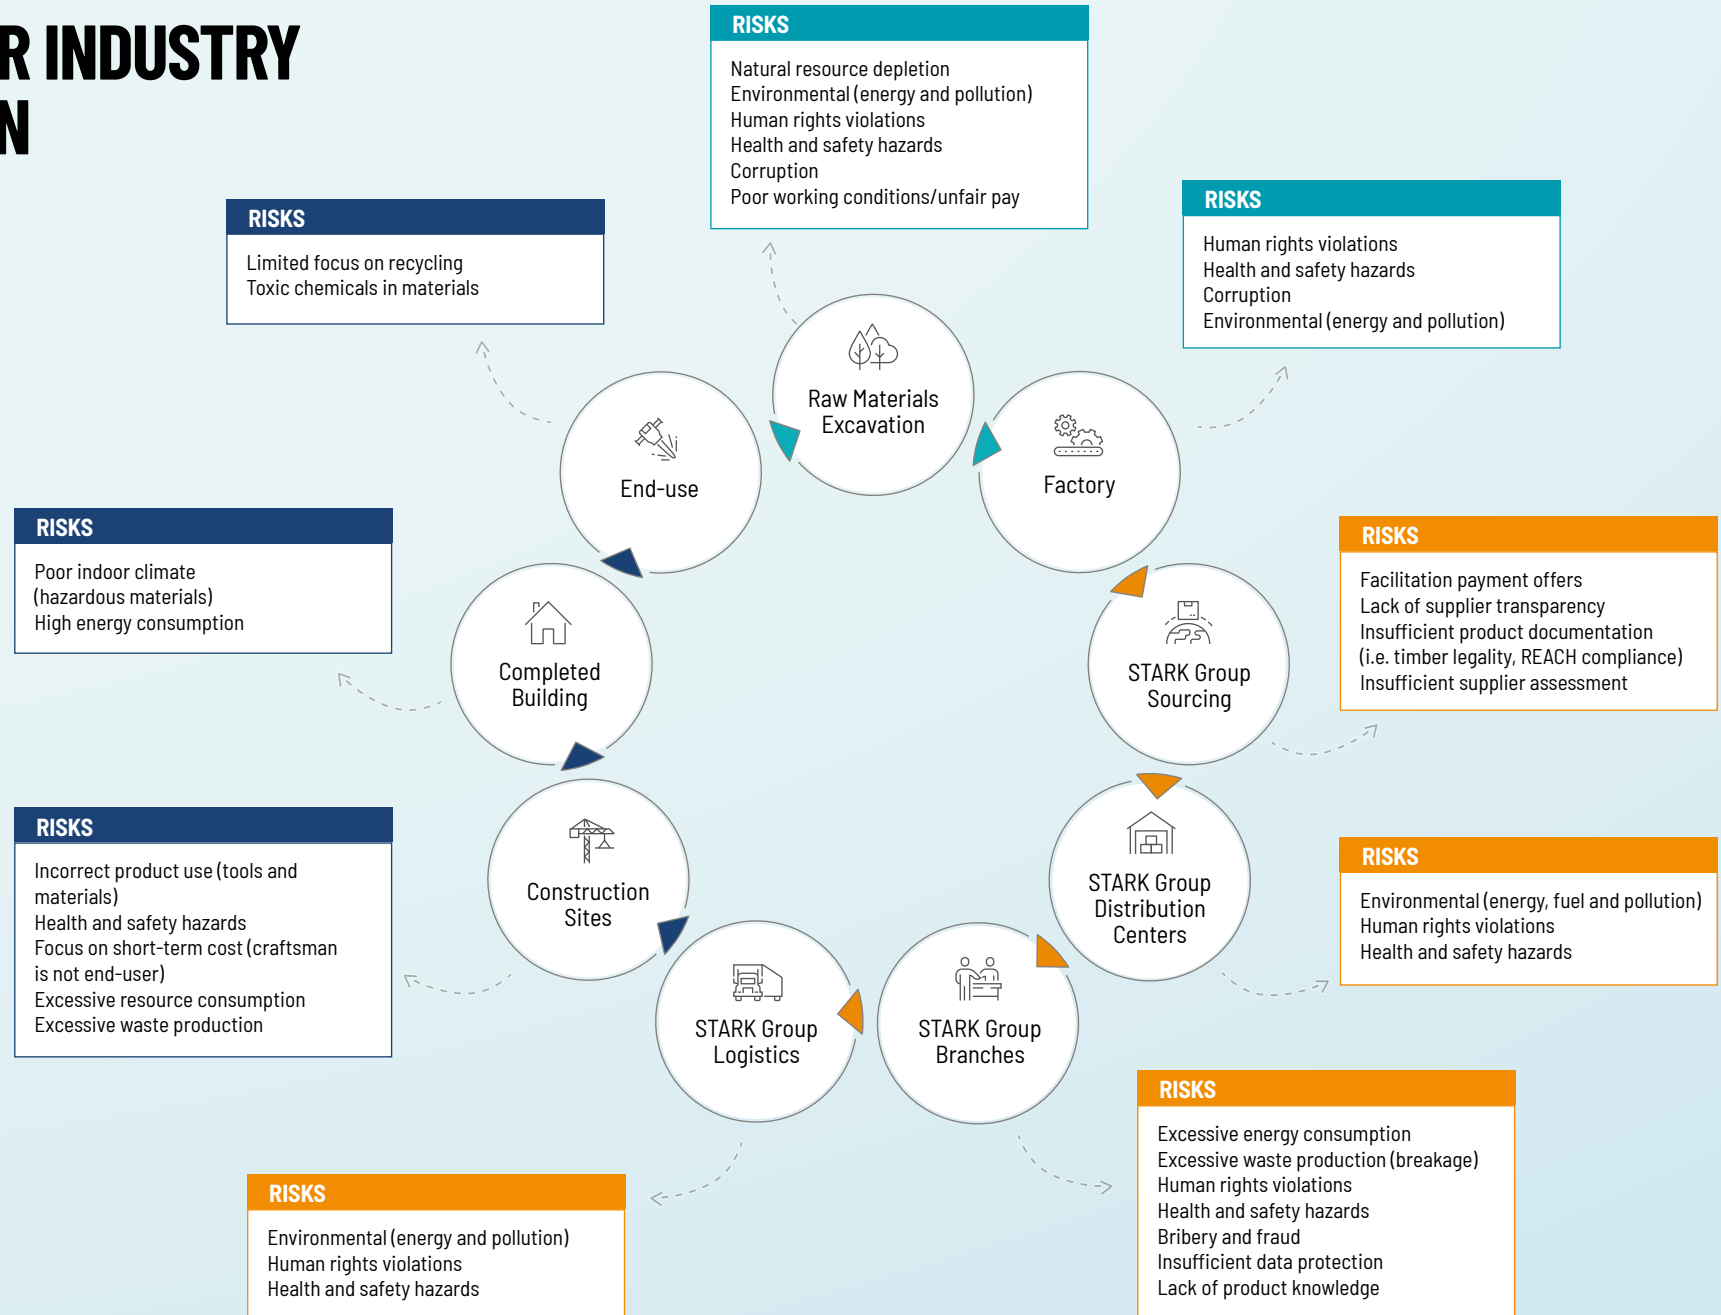 R INDUSTRY
N
RISKS
Natural resource depletion
Environmental (energy and pollution)
Human rights violations
Health and safety hazards
Corruption
Poor working conditions/unfair pay
RISKS
Human rights violations
Health and safety hazards
Corruption
Environmental (energy and pollution)
RISKS
Limited focus on recycling
Toxic chemicals in materials
Raw Materials
Excavation
End-use
Factory
RISKS
Poor indoor climate
(hazardous materials)
High energy consumption
RISKS
Facilitation payment offers
Lack of supplier transparency
Insufficient product documentation
(i.e. timber legality, REACH compliance)
Insufficient supplier assessment
Completed
Building
STARK Group
Sourcing
RISKS
Incorrect product use (tools and
materials)
Health and safety hazards
Focus on short-term cost (craftsman
is not end-user)
Excessive resource consumption
Excessive waste production
Construction
Sites
STARK Group
Distribution
Centers
RISKS
Environmental (energy, fuel and pollution)
Human rights violations
Health and safety hazards
STARK Group
Logistics
STARK Group
Branches
RISKS
Environmental (energy and pollution)
Human rights violations
Health and safety hazards
RISKS
Excessive energy consumption
Excessive waste production (breakage)
Human rights violations
Health and safety hazards
Bribery and fraud
Insufficient data protection
Lack of product knowledge